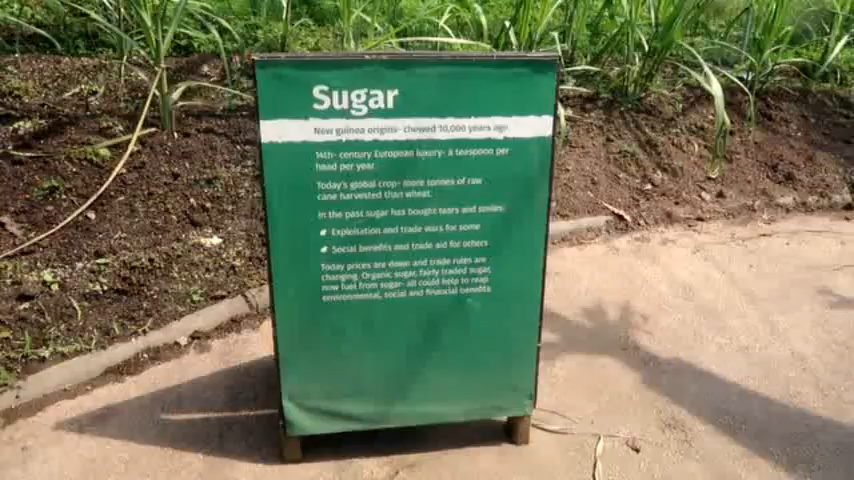 Sugar
New guinea origins- chewed 10,000 years ago
14th- century European luxury- a teaspoon per
head per year.
Today's global crop- more tonnes of raw
cane harvested than wheat.
In the past sugar has bought tears and smiles:
Exploitation and trade wars for some
Social benefits and trade aid for others
Today prices are down and trade rules are
changing. Organic sugar, fairly traded sugar,
now fuel from sugar- all could help to reap
environmental, social and financial benefits